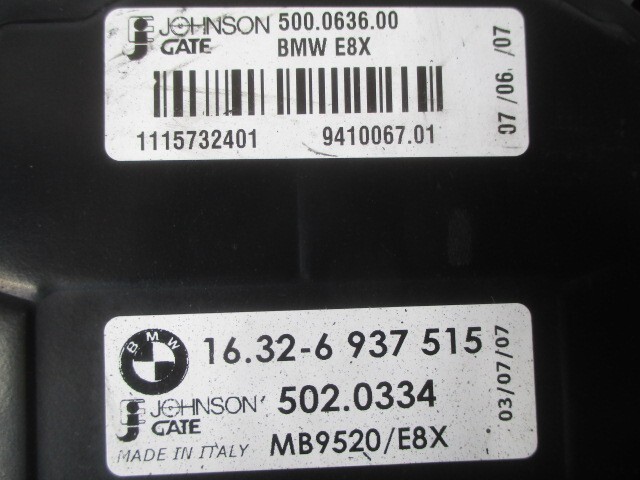 JOHNSON 500.0636.00
GATE BMW E8X
1115732401 9410067.01
07/06/07
BMW
16.32-6 937 515
JOHNSON 502.0334
GATE
MADE IN ITALY MB9520/E8X
03/07/07